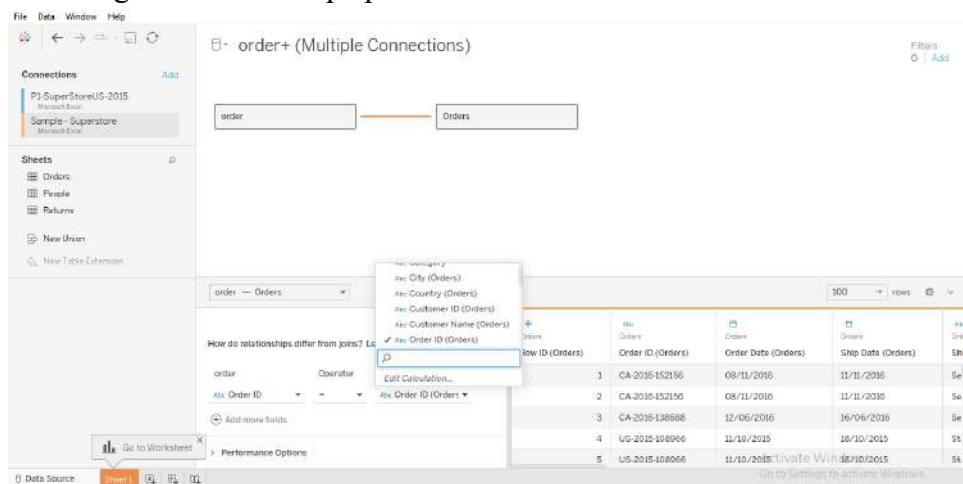 File Data Window Help
order+ (Multiple Connections)
Filters
0 Add
Connections Add
P1-SuperStoreUS-2015
Microsoft Excel
Sample - Superstore
Microsoft Excel
order
Orders
Sheets
Orders
People
Returns
New Union
New Table Extension
order — Orders
100 rows
City (Orders)
Country (Orders)
Customer ID (Orders)
Customer Name (Orders)
Order ID (Orders)
Edit Calculation...
How do relationships differ from joins?
order Operator
Order ID = Order ID (Orders
Add more fields
Performance Options
Orders Orders Orders Orders
Row ID (Orders) Order ID (Orders) Order Date (Orders) Ship Date (Orders)
1 CA-2016-152156 08/11/2016 11/11/2016
2 CA-2016-152156 08/11/2016 11/11/2016
3 CA-2016-138688 12/06/2016 16/06/2016
4 US-2015-108966 11/10/2015 18/10/2015
5 US-2015-108966 11/10/2015 18/10/2015
Activate Windows
Go to Settings to activate Windows.
Go to Worksheet
Data Source Sheet 1